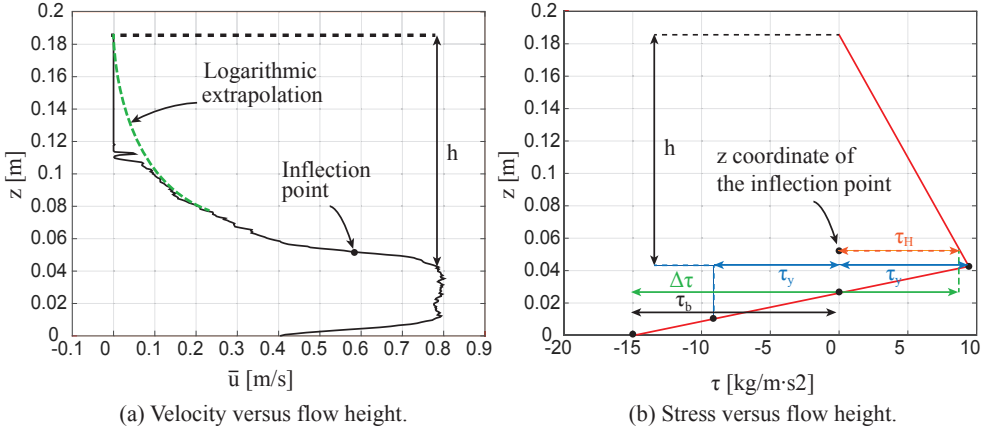 0.2
0.18
0.16
0.14
0.12
0.1
0.08
0.06
0.04
0.02
0
z [m]
-0.1 0 0.1 0.2 0.3 0.4 0.5 0.6 0.7 0.8 0.9
u̅ [m/s]
Logarithmic
extrapolation
Inflection
point
h
(a) Velocity versus flow height.
0.2
0.18
0.16
0.14
0.12
0.1
0.08
0.06
0.04
0.02
0
z [m]
-20 -15 -10 -5 0 5 10
τ [kg/m·s2]
h
z coordinate of
the inflection point
τH
τy τy
Δτ
τb
(b) Stress versus flow height.